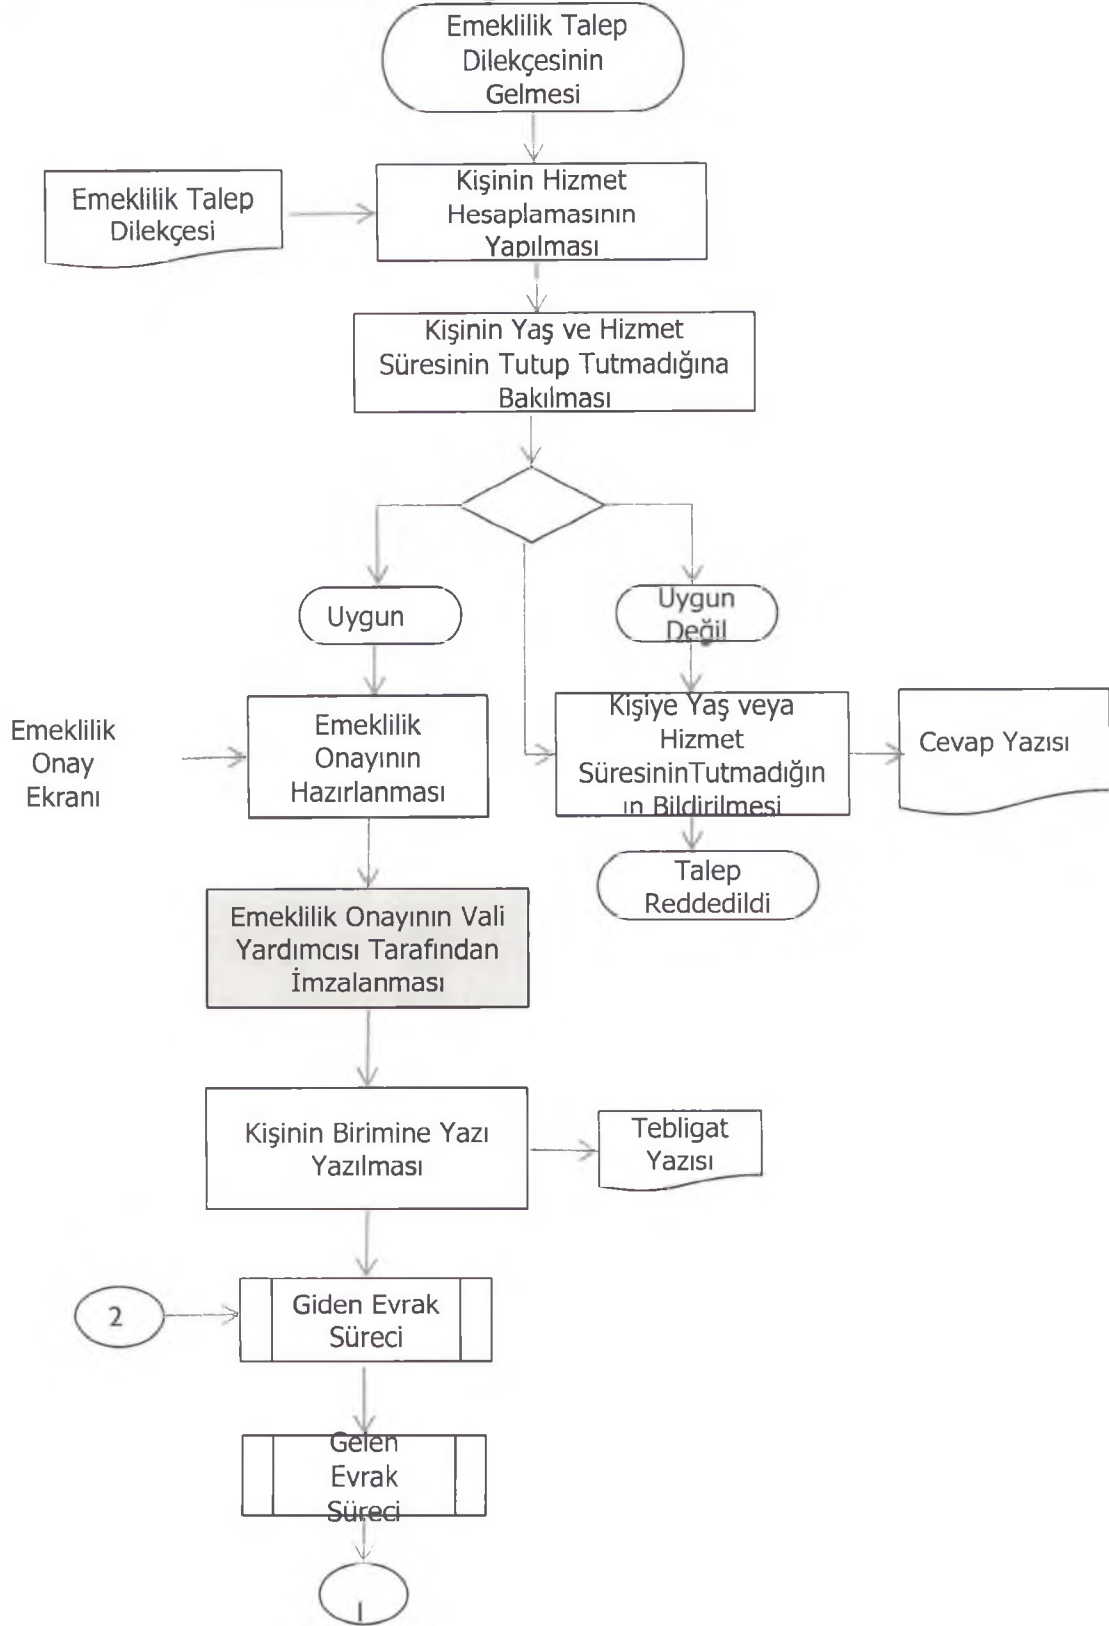 Emeklilik Talep
Dilekçesinin
Gelmesi
Emeklilik Talep
Dilekçesi
Kişinin Hizmet
Hesaplamasının
Yapılması
Kişinin Yaş ve Hizmet
Süresinin Tutup Tutmadığına
Bakılması
Uygun
Uygun
Değil
Emeklilik
Onay
Ekranı
Emeklilik
Onayının
Hazırlanması
Kişiye Yaş veya
Hizmet
SüresininTutmadığın
ın Bildirilmesi
Cevap Yazısı
Talep
Reddedildi
Emeklilik Onayının Vali
Yardımcısı Tarafından
İmzalanması
Kişinin Birimine Yazı
Yazılması
Tebligat
Yazısı
2
Giden Evrak
Süreci
Gelen
Evrak
Süreci
1